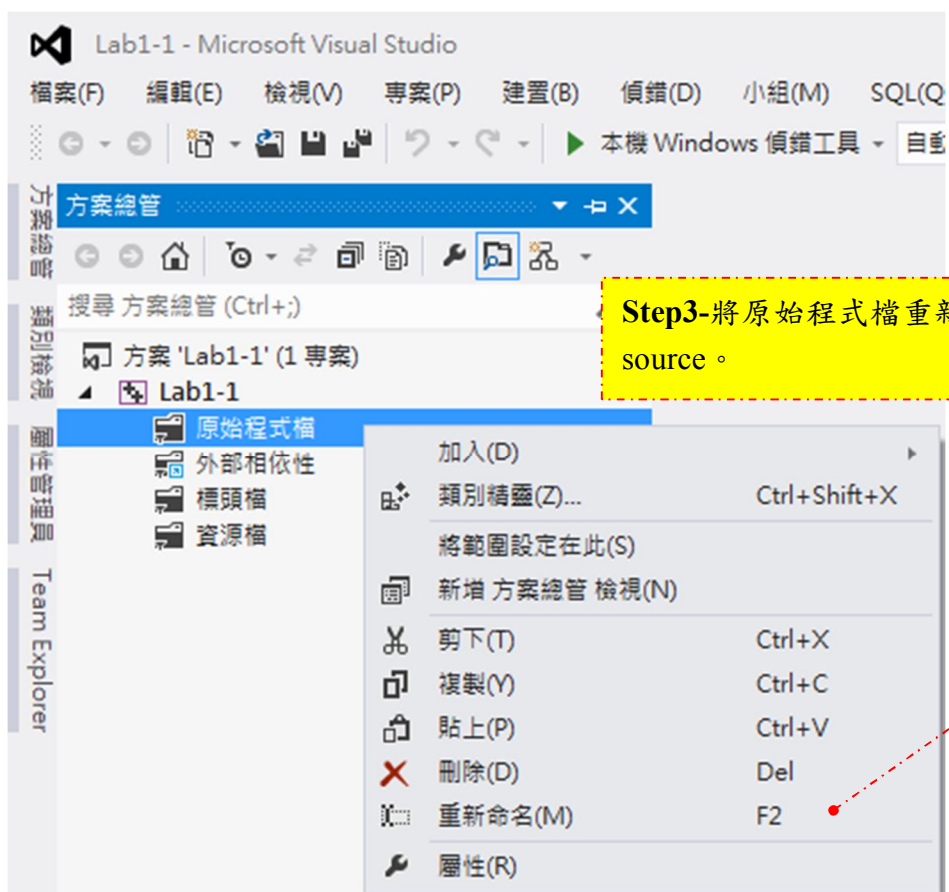 Lab1-1 - Microsoft Visual Studio
檔案(F) 編輯(E) 檢視(V) 專案(P) 建置(B) 偵錯(D) 小組(M) SQL(Q
本機 Windows 偵錯工具 自動
方案總管
類別檢視
屬性管理員
Team Explorer
方案總管
搜尋 方案總管 (Ctrl+;)
方案 'Lab1-1' (1 專案)
Lab1-1
原始程式檔
外部相依性
標頭檔
資源檔
Step3-將原始程式檔重新
source。
加入(D)
類別精靈(Z)... Ctrl+Shift+X
將範圍設定在此(S)
新增 方案總管 檢視(N)
剪下(T) Ctrl+X
複製(Y) Ctrl+C
貼上(P) Ctrl+V
刪除(D) Del
重新命名(M) F2
屬性(R)